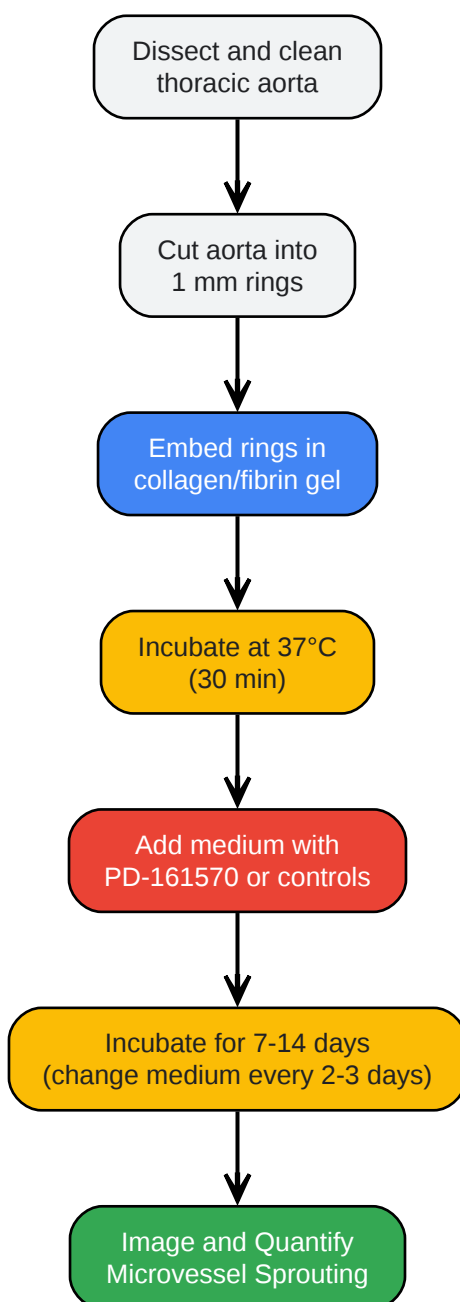 Dissect and clean
thoracic aorta
Cut aorta into
1 mm rings
Embed rings in
collagen/fibrin gel
Incubate at 37°C
(30 min)
Add medium with
PD-161570 or controls
Incubate for 7-14 days
(change medium every 2-3 days)
Image and Quantify
Microvessel Sprouting